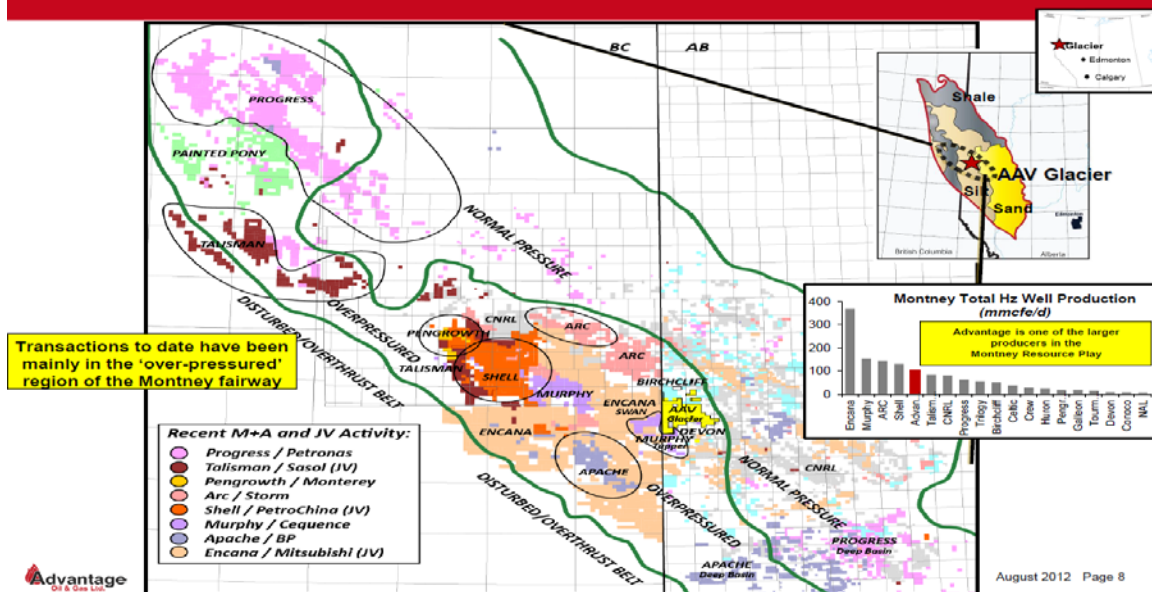 BC
AB
Glacier
Edmonton
Calgary
Shale
AAV Glacier
Silt
Sand
Edmonton
British Columbia
Alberta
PROGRESS
PAINTED PONY
TALISMAN
NORMAL PRESSURE
OVERPRESSURED
DISTURBED/OVERTHRUST BELT
CNRL
ARC
PENGROWTH
TALISMAN
SHELL
ARC
MURPHY
BIRCHCLIFF
ENCANA
SWAN
AAV
Glacier
DEVON
MURPHY
Tupper
ENCANA
APACHE
CNRL
NORMAL PRESSURE
OVERPRESSURED
DISTURBED/OVERTHRUST BELT
PROGRESS
Deep Basin
APACHE
Deep Basin
Transactions to date have been
mainly in the ‘over-pressured’
region of the Montney fairway
Recent M+A and JV Activity:
Progress / Petronas
Talisman / Sasol (JV)
Pengrowth / Monterey
Arc / Storm
Shell / PetroChina (JV)
Murphy / Cequence
Apache / BP
Encana / Mitsubishi (JV)
Montney Total Hz Well Production
(mmcfe/d)
Advantage is one of the larger
producers in the
Montney Resource Play
400
300
200
100
0
Encana
Murphy
ARC
Shell
Advan.
Talism
CNRL
Progress
Trilogy
Birchcliff
Celtic
Crew
Huron
Pengr.
Galleon
Tourm.
Devon
Conoco
NAL
Advantage
Oil & Gas Ltd.
August 2012 Page 8